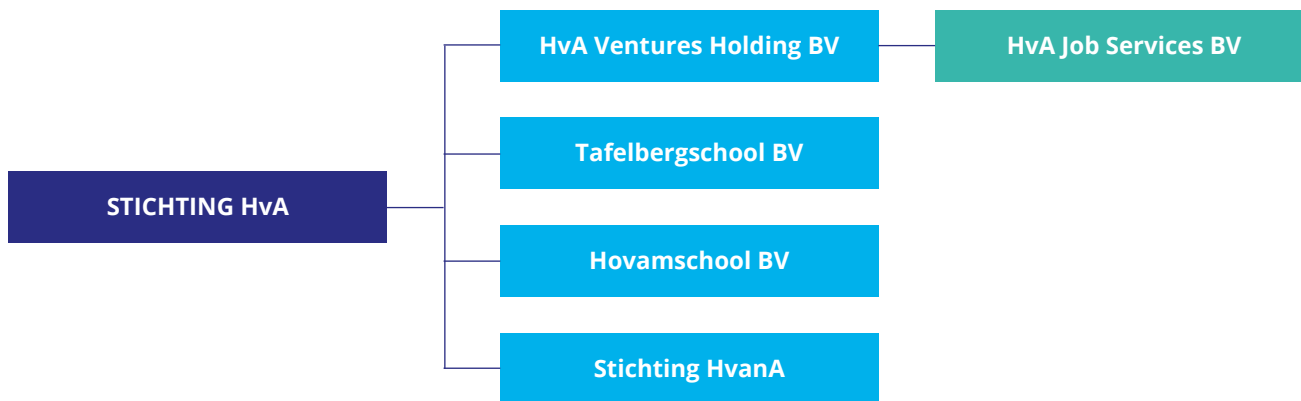 HvA Ventures Holding BV
HvA Job Services BV
Tafelbergschool BV
STICHTING HvA
Hovamschool BV
Stichting HvanA